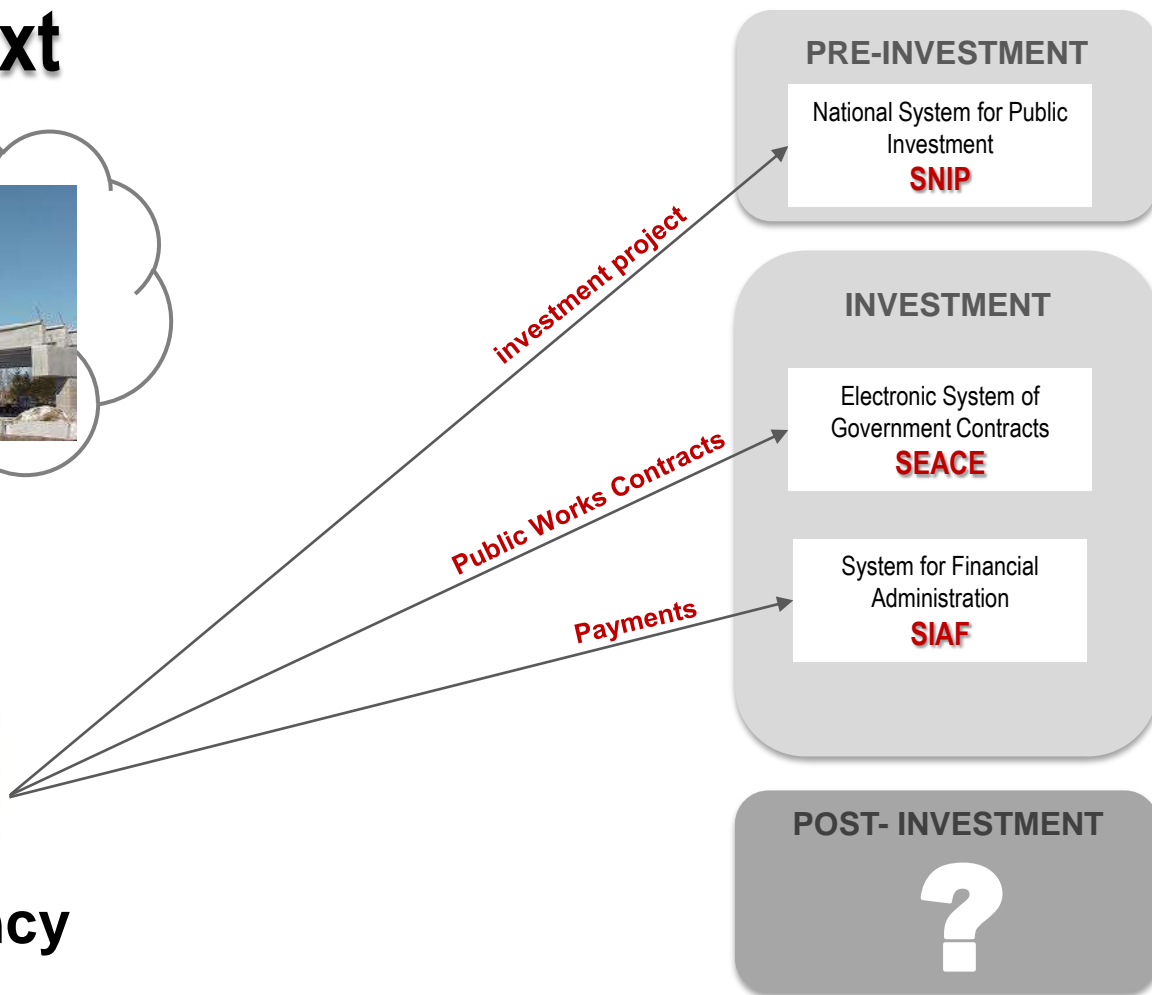 xt
PRE-INVESTMENT
National System for Public
Investment
SNIP
investment project
INVESTMENT
Electronic System of
Government Contracts
SEACE
Public Works Contracts
System for Financial
Administration
SIAF
Payments
POST- INVESTMENT
?
ncy